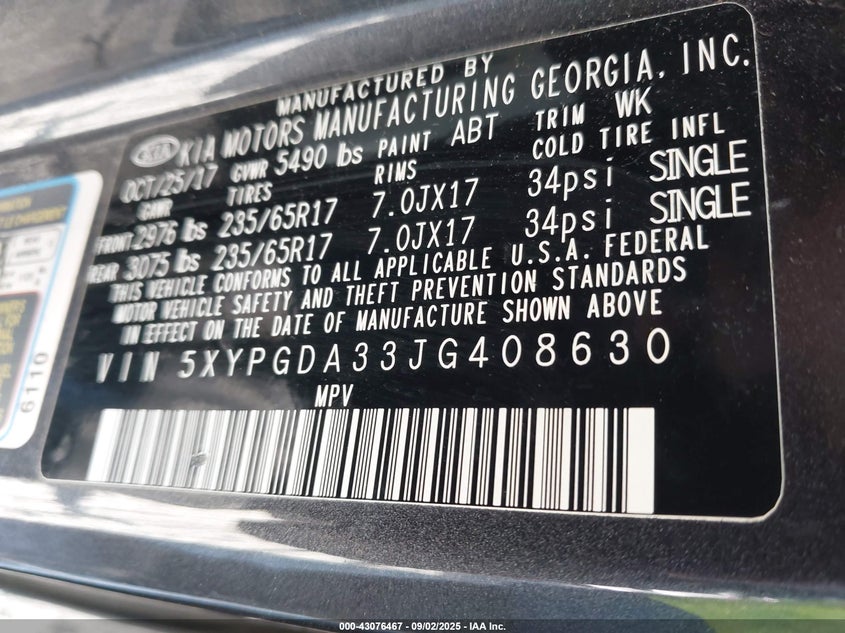 MANUFACTURED BY
KIA KIA MOTORS MANUFACTURING GEORGIA, INC.
OCT/25/17 GVWR 5490 lbs PAINT ABT TRIM WK
GAWR TIRES RIMS COLD TIRE INFL
FRONT 2976 lbs 235/65R17 7.0JX17 34psi SINGLE
REAR 3075 lbs 235/65R17 7.0JX17 34psi SINGLE
THIS VEHICLE CONFORMS TO ALL APPLICABLE U.S.A. FEDERAL
MOTOR VEHICLE SAFETY AND THEFT PREVENTION STANDARDS
IN EFFECT ON THE DATE OF MANUFACTURE SHOWN ABOVE
VIN 5XYPGDA33JG408630
MPV
6110
000-43076467 - 09/02/2025 - IAA Inc.